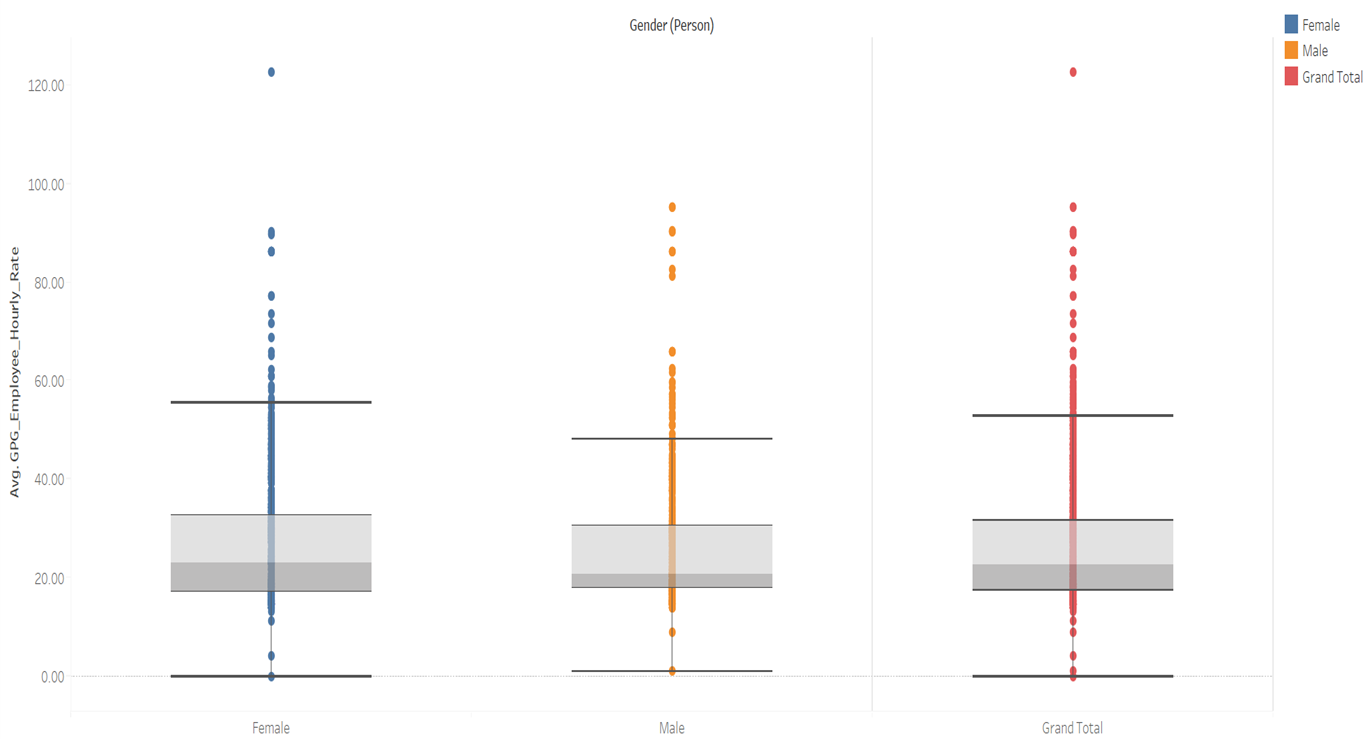 Gender (Person)
Female
Male
Grand Total
120.00
100.00
80.00
60.00
40.00
20.00
0.00
Avg. GPG_Employee_Hourly_Rate
Female
Male
Grand Total